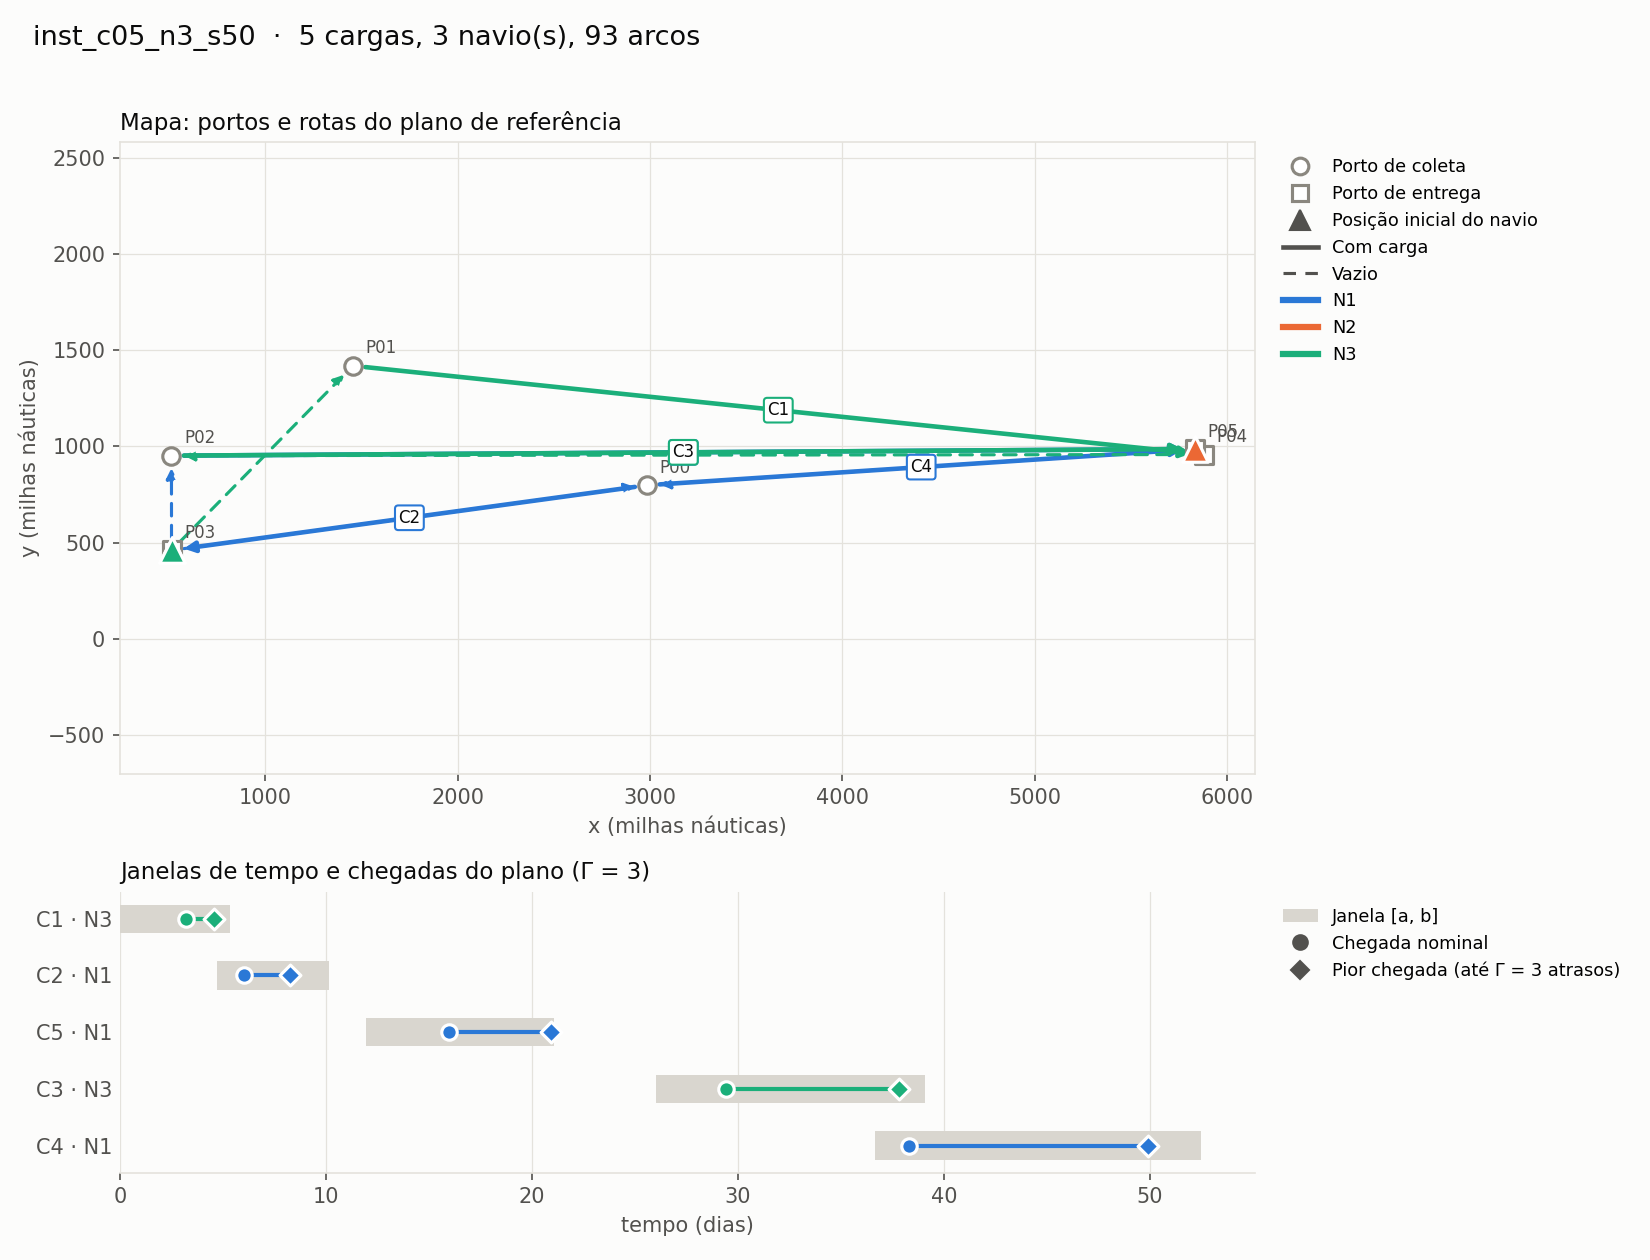 inst_c05_n3_s50  ·  5 cargas, 3 navio(s), 93 arcos
Mapa: portos e rotas do plano de referência
2500
2000
1500
1000
500
0
−500
y (milhas náuticas)
P01
P02
P03
P00
P05
P04
C1
C3
C4
C2
1000
2000
3000
4000
5000
6000
x (milhas náuticas)
Porto de coleta
Porto de entrega
Posição inicial do navio
Com carga
Vazio
N1
N2
N3
Janelas de tempo e chegadas do plano (Γ = 3)
C1 · N3
C2 · N1
C5 · N1
C3 · N3
C4 · N1
0
10
20
30
40
50
tempo (dias)
Janela [a, b]
Chegada nominal
Pior chegada (até Γ = 3 atrasos)